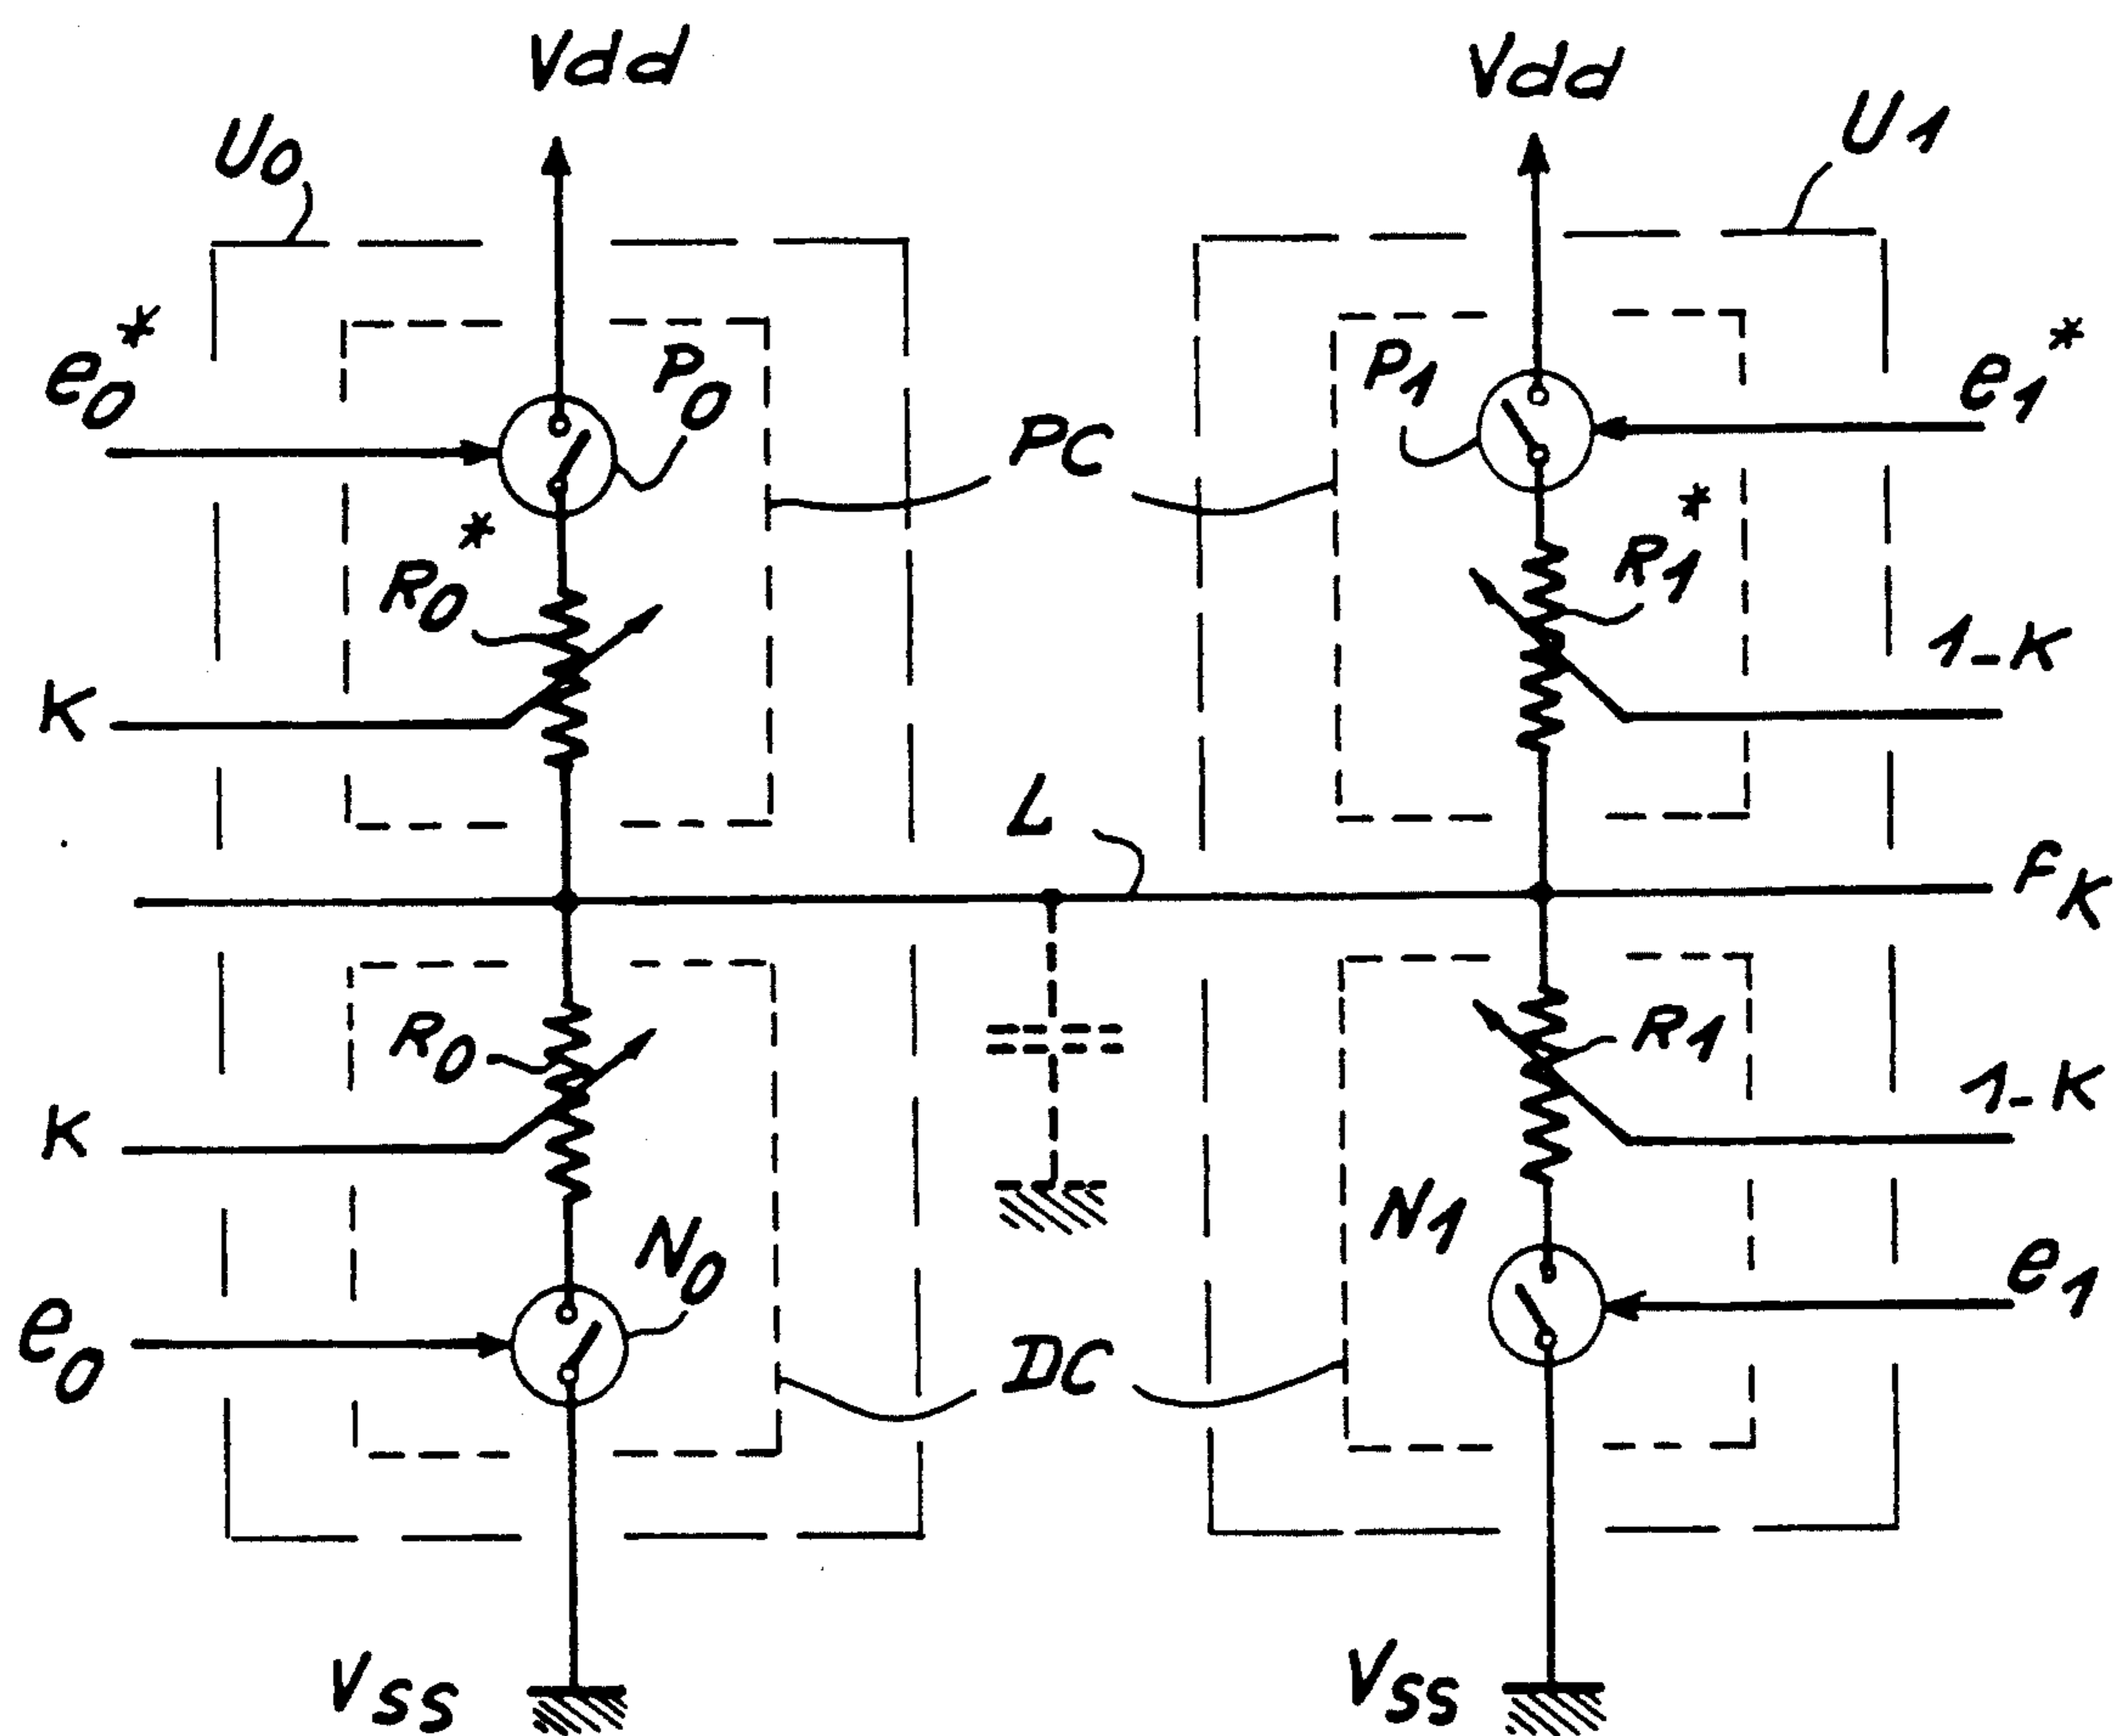 Vdd
Vdd
U0
U1
e0*
P0
P1
e1*
PC
R0*
R1*
K
1-K
L
FK
R0
R1
K
1-K
N0
N1
e0
e1
DC
Vss
Vss